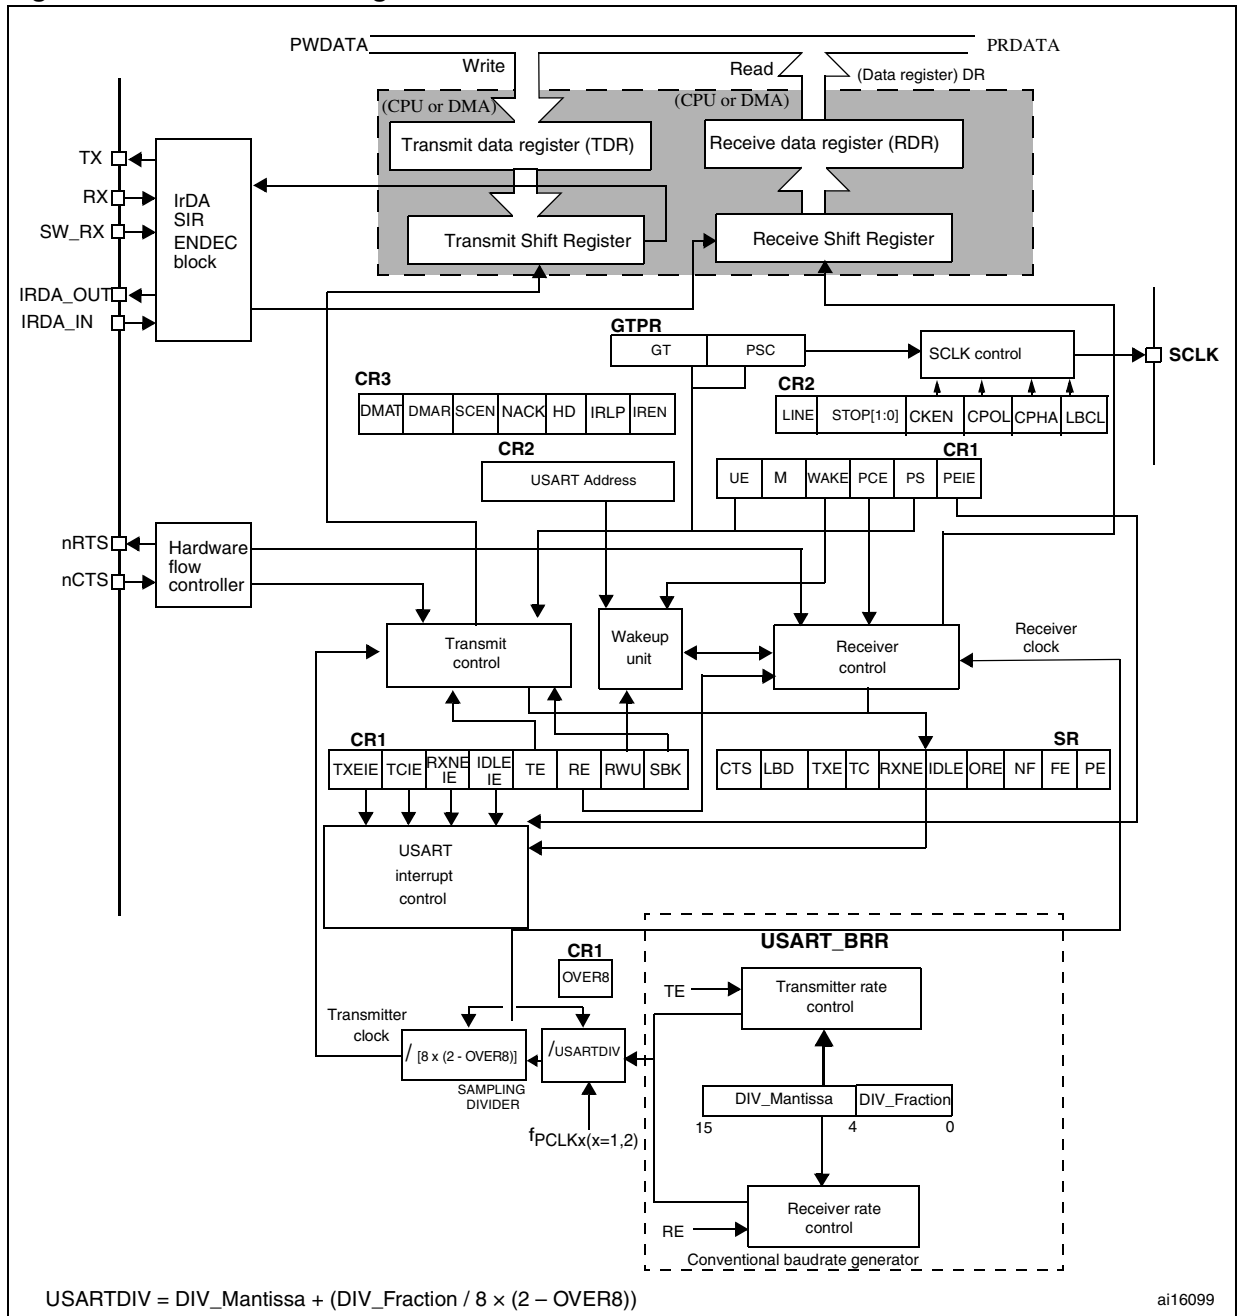 PWDATA
PRDATA
Write
Read
(Data register) DR
(CPU or DMA)
(CPU or DMA)
Transmit data register (TDR)
Receive data register (RDR)
TX
RX
SW_RX
IRDA_OUT
IRDA_IN
IrDA
SIR
ENDEC
block
Transmit Shift Register
Receive Shift Register
GTPR
GT
PSC
SCLK control
SCLK
CR3
DMAT
DMAR
SCEN
NACK
HD
IRLP
IREN
CR2
LINE
STOP[1:0]
CKEN
CPOL
CPHA
LBCL
CR2
USART Address
CR1
UE
M
WAKE
PCE
PS
PEIE
nRTS
nCTS
Hardware
flow
controller
Transmit
control
Wakeup
unit
Receiver
control
Receiver
clock
CR1
TXEIE
TCIE
RXNE
IE
IDLE
IE
TE
RE
RWU
SBK
SR
CTS
LBD
TXE
TC
RXNE
IDLE
ORE
NF
FE
PE
USART
interrupt
control
CR1
OVER8
USART_BRR
TE
Transmitter rate
control
Transmitter
clock
/ [8 x (2 - OVER8)]
/USARTDIV
SAMPLING
DIVIDER
fPCLKx(x=1,2)
DIV_Mantissa
DIV_Fraction
15
4
0
RE
Receiver rate
control
Conventional baudrate generator
USARTDIV = DIV_Mantissa + (DIV_Fraction / 8 × (2 – OVER8))
ai16099